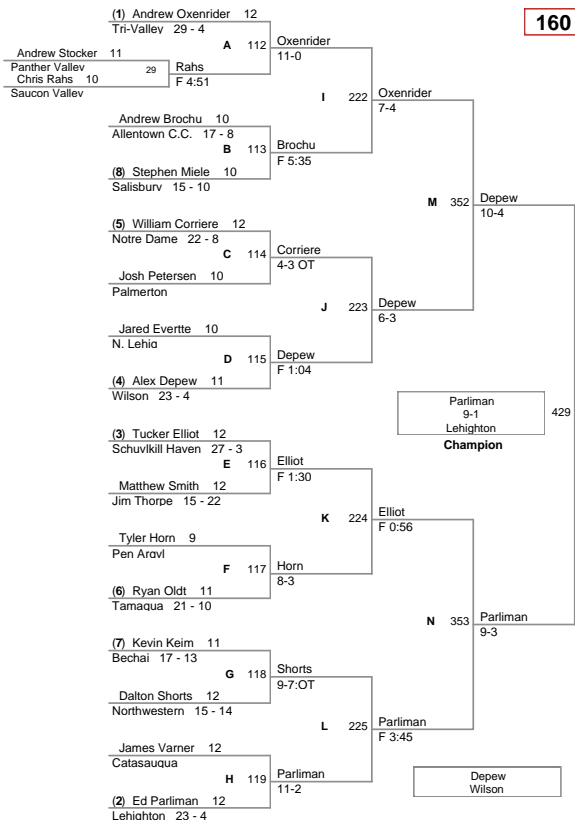 160
(1) Andrew Oxenrider 12
Tri-Valley 29 - 4
A 112 Oxenrider
11-0
Andrew Stocker 11
Panther Valley
29 Rahs
F 4:51
Chris Rahs 10
Saucon Valley
I 222 Oxenrider
7-4
Andrew Brochu 10
Allentown C.C. 17 - 8
B 113 Brochu
F 5:35
(8) Stephen Miele 10
Salisbury 15 - 10
M 352 Depew
10-4
(5) William Corriere 12
Notre Dame 22 - 8
C 114 Corriere
4-3 OT
Josh Petersen 10
Palmerton
J 223 Depew
6-3
Jared Evertte 10
N. Lehig
D 115 Depew
F 1:04
(4) Alex Depew 11
Wilson 23 - 4
Parliman
9-1
Lehighton
429
Champion
(3) Tucker Elliot 12
Schuylkill Haven 27 - 3
E 116 Elliot
F 1:30
Matthew Smith 12
Jim Thorpe 15 - 22
K 224 Elliot
F 0:56
Tyler Horn 9
Pen Argyl
F 117 Horn
8-3
(6) Ryan Oldt 11
Tamaqua 21 - 10
N 353 Parliman
9-3
(7) Kevin Keim 11
Bechai 17 - 13
G 118 Shorts
9-7:OT
Dalton Shorts 12
Northwestern 15 - 14
L 225 Parliman
F 3:45
James Varner 12
Catasauqua
H 119 Parliman
11-2
(2) Ed Parliman 12
Lehighton 23 - 4
Depew
Wilson